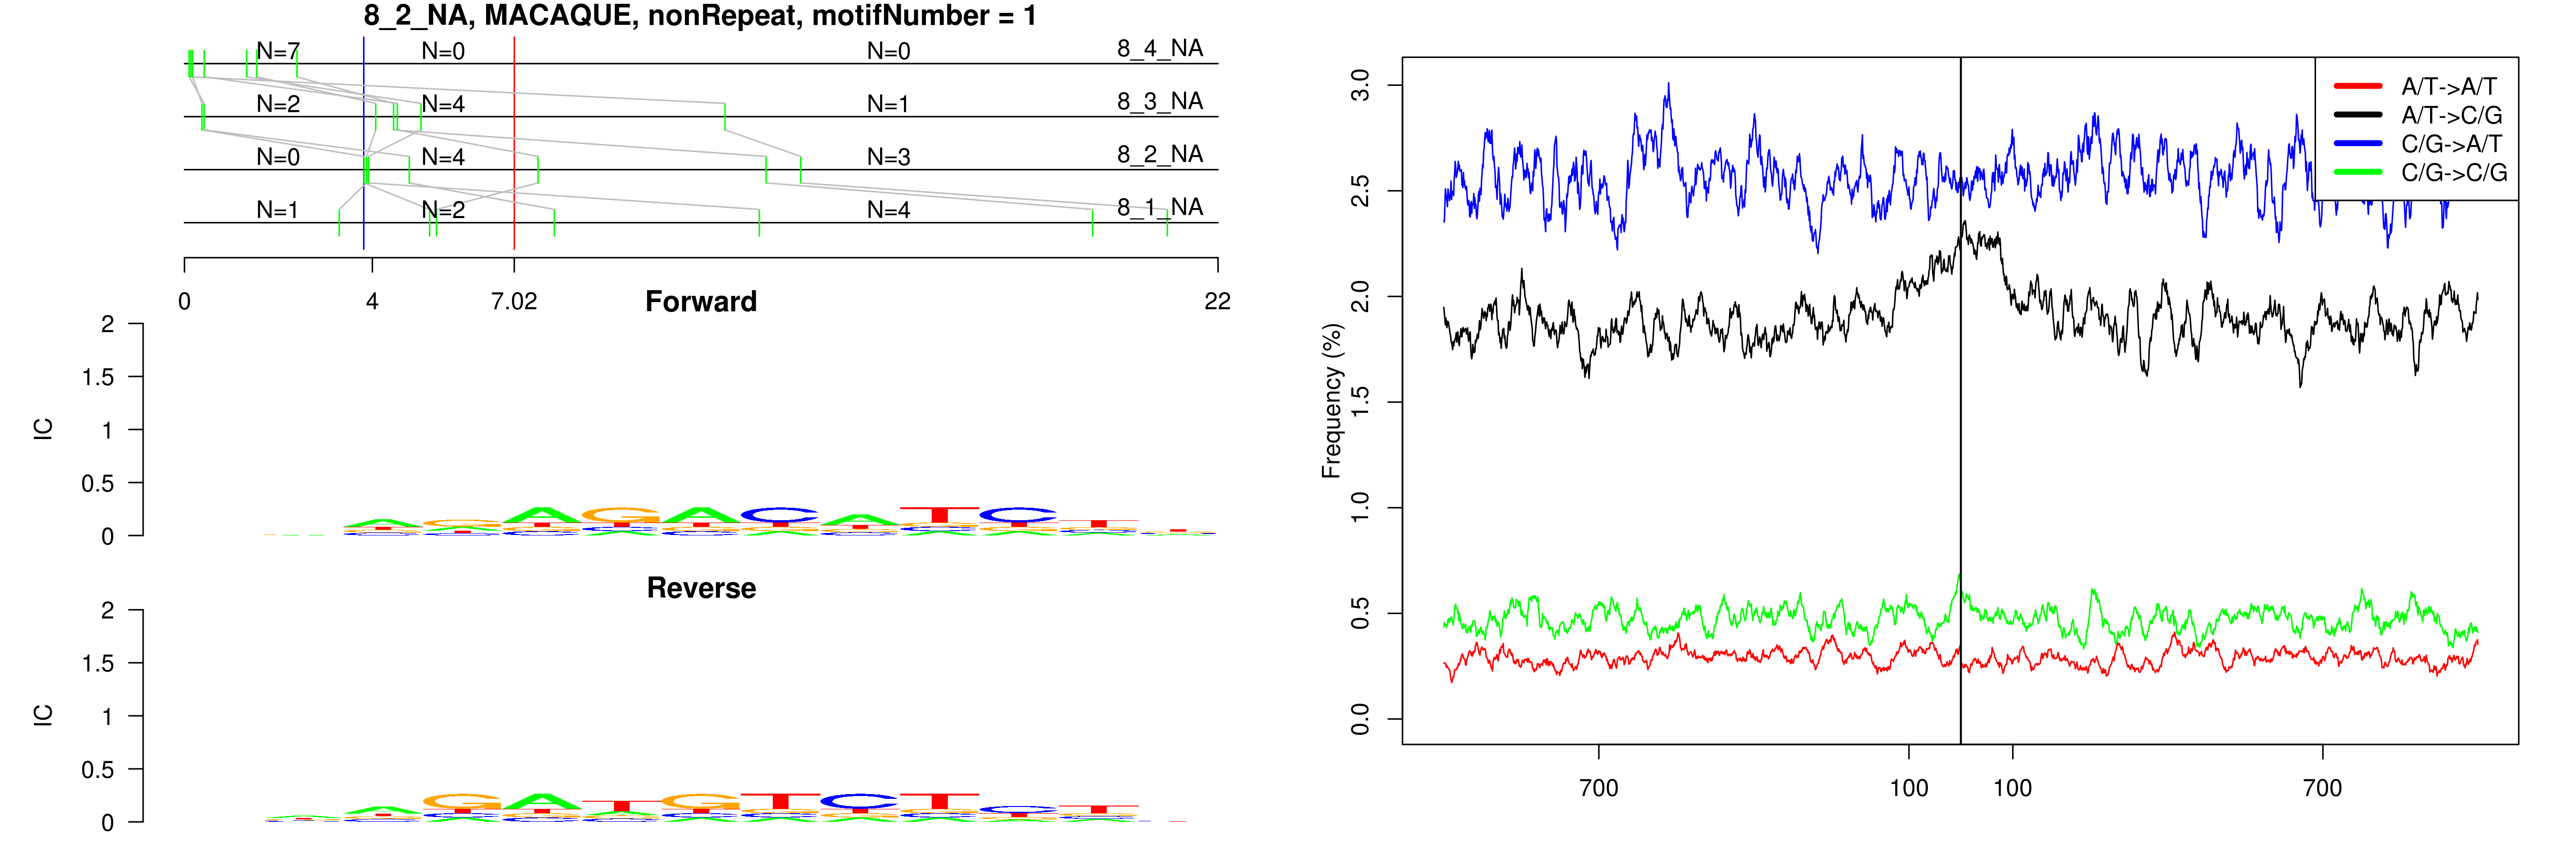 8_2_NA, MACAQUE, nonRepeat, motifNumber = 1
N=7 N=0 N=0 8_4_NA
N=2 N=4 N=1 8_3_NA
N=0 N=4 N=3 8_2_NA
N=1 N=2 N=4 8_1_NA
0 4 7.02 22
Forward
IC
2
1.5
1
0.5
0
A G A G A C A T C T T
Reverse
IC
2
1.5
1
0.5
0
A G A T G T C T C T
Frequency (%)
3.0
2.5
2.0
1.5
1.0
0.5
0.0
700 100 100 700
A/T->A/T
A/T->C/G
C/G->A/T
C/G->C/G